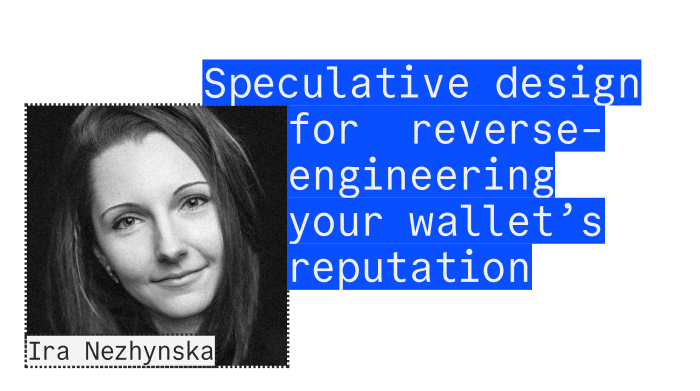 Speculative design
for reverse-
engineering
your wallet’s
reputation
Ira Nezhynska